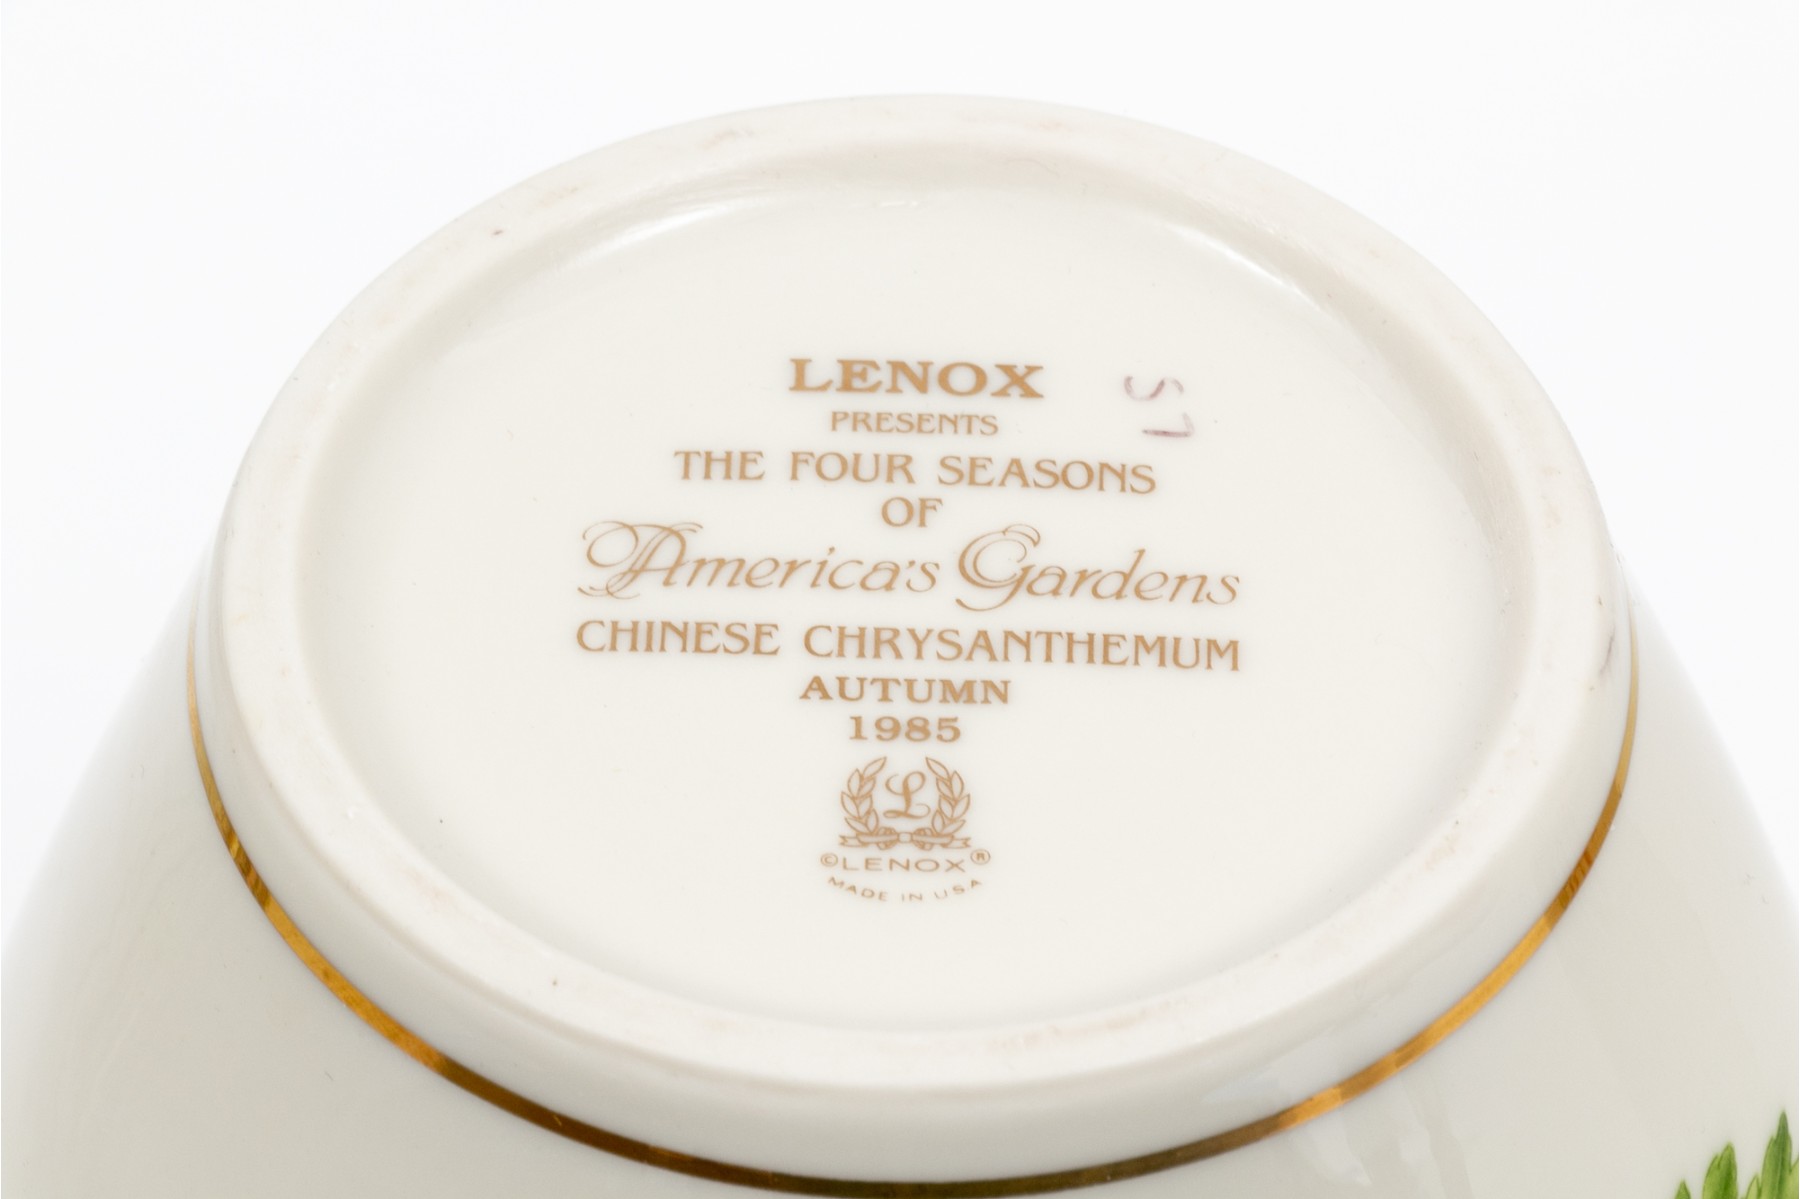 LENOX
PRESENTS
THE FOUR SEASONS
OF
America's Gardens
CHINESE CHRYSANTHEMUM
AUTUMN
1985
L
©LENOX®
MADE IN USA